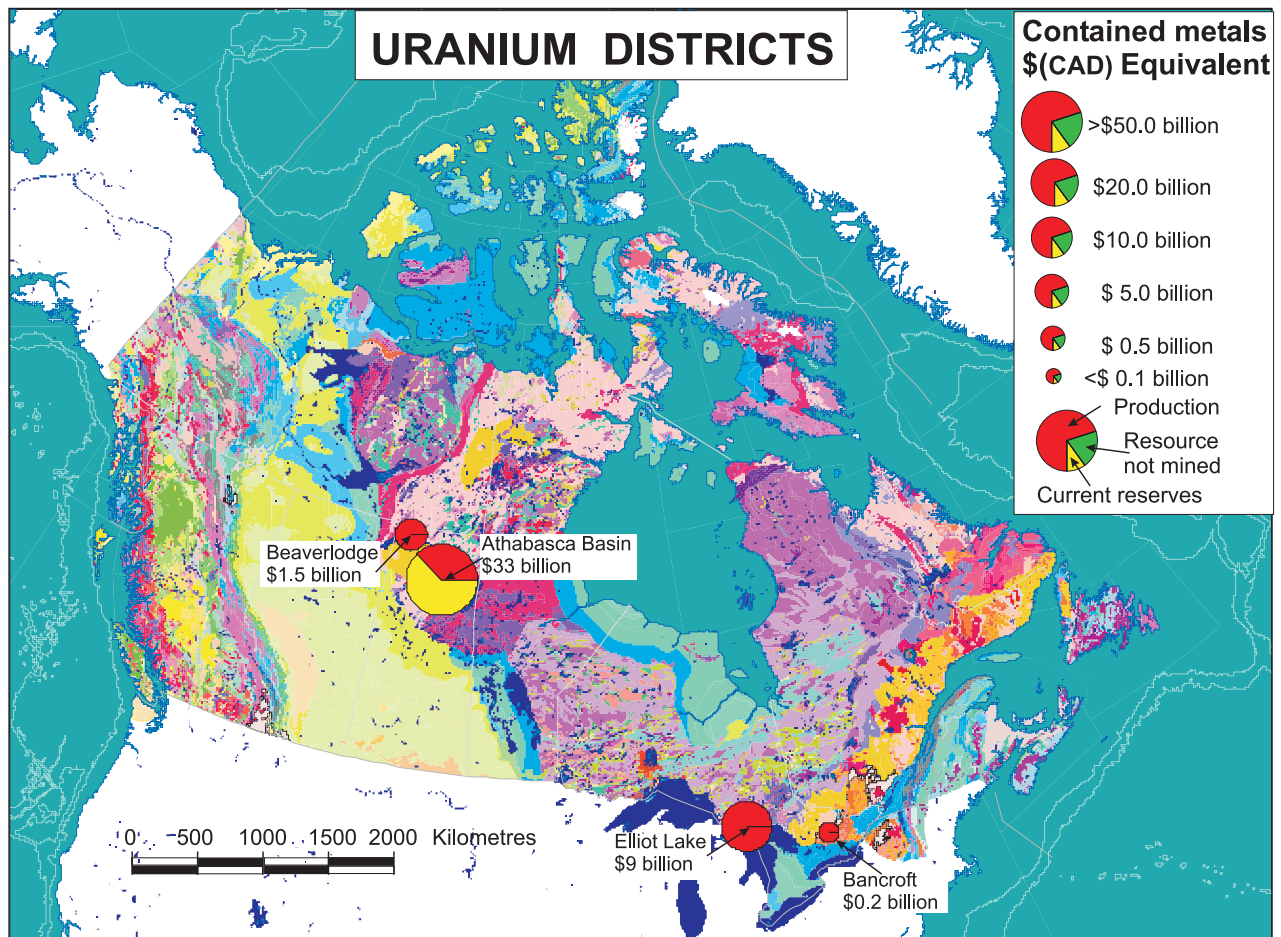 URANIUM DISTRICTS
Contained metals
$(CAD) Equivalent
>$50.0 billion
$20.0 billion
$10.0 billion
$ 5.0 billion
$ 0.5 billion
<$ 0.1 billion
Production
Resource
not mined
Current reserves
Beaverlodge
$1.5 billion
Athabasca Basin
$33 billion
0 500 1000 1500 2000 Kilometres
Elliot Lake
$9 billion
Bancroft
$0.2 billion